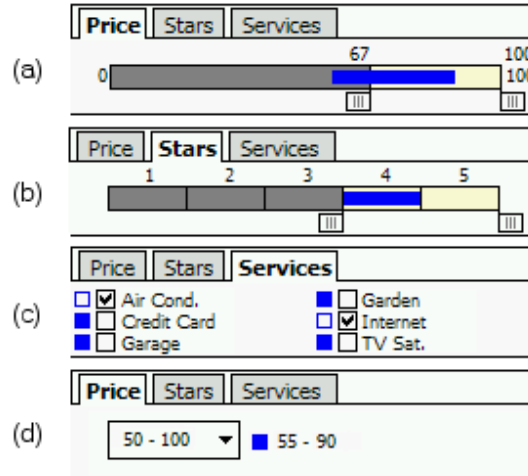 Price Stars Services
67 100
(a) 0 100
Price Stars Services
1 2 3 4 5
(b)
Price Stars Services
Air Cond. Garden
(c) Credit Card Internet
Garage TV Sat.
Price Stars Services
(d) 50 - 100 55 - 90